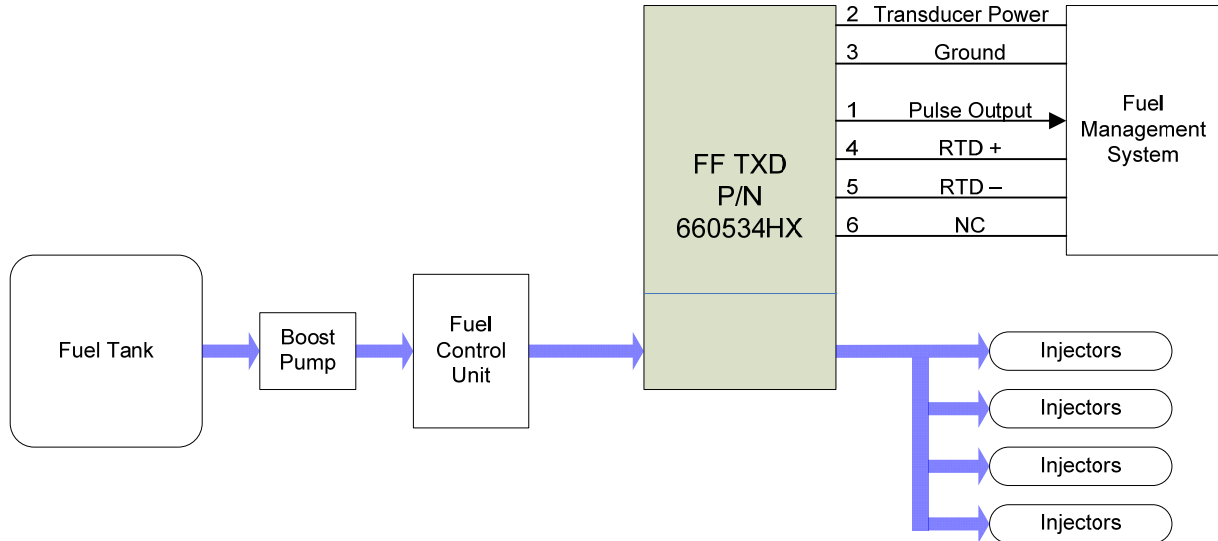 2 Transducer Power
3 Ground
1 Pulse Output
4 RTD +
5 RTD –
6 NC
Fuel
Management
System
FF TXD
P/N
660534HX
Fuel Tank
Boost
Pump
Fuel
Control
Unit
Injectors
Injectors
Injectors
Injectors